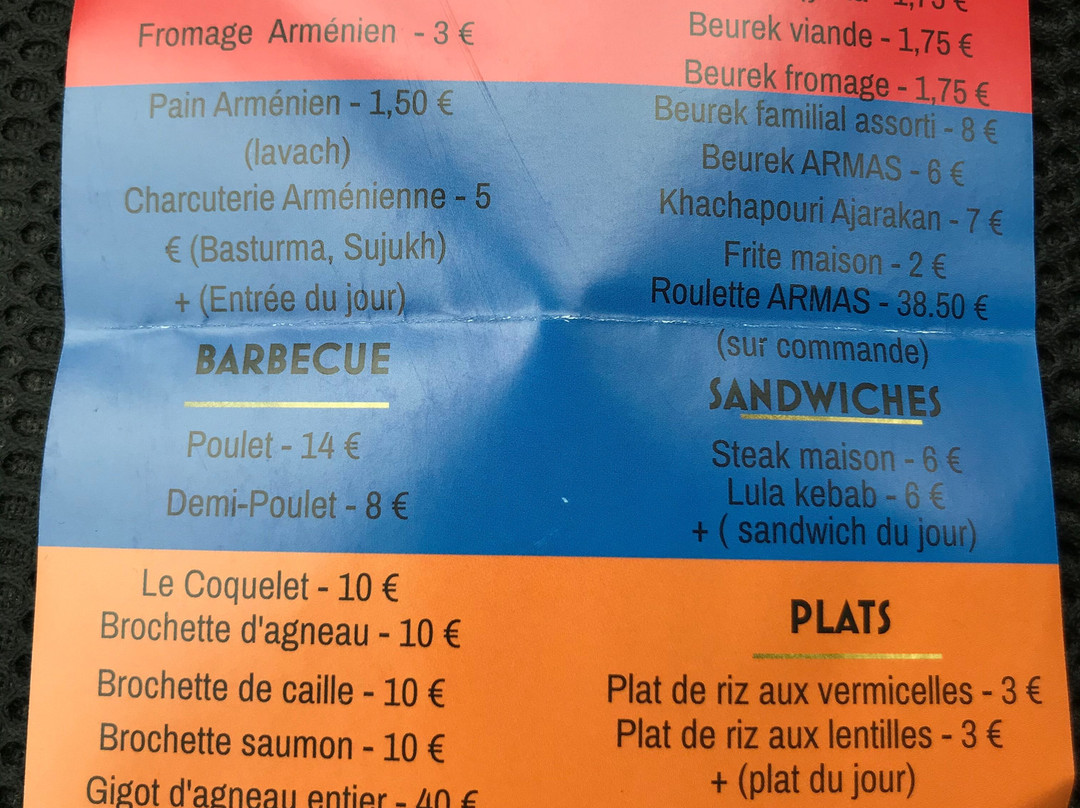 Fromage Arménien - 3 €
Pain Arménien - 1,50 €
(lavach)
Charcuterie Arménienne - 5
€ (Basturma, Sujukh)
+ (Entrée du jour)
BARBECUE
Poulet - 14 €
Demi-Poulet - 8 €
Le Coquelet - 10 €
Brochette d'agneau - 10 €
Brochette de caille - 10 €
Brochette saumon - 10 €
Gigot d'agneau entier - 40 €
1,75 €
Beurek viande - 1,75 €
Beurek fromage - 1,75 €
Beurek familial assorti - 8 €
Beurek ARMAS - 6 €
Khachapouri Ajarakan - 7 €
Frite maison - 2 €
Roulette ARMAS - 38.50 €
(sur commande)
SANDWICHES
Steak maison - 6 €
Lula kebab - 6 €
+ ( sandwich du jour)
PLATS
Plat de riz aux vermicelles - 3 €
Plat de riz aux lentilles - 3 €
+ (plat du jour)